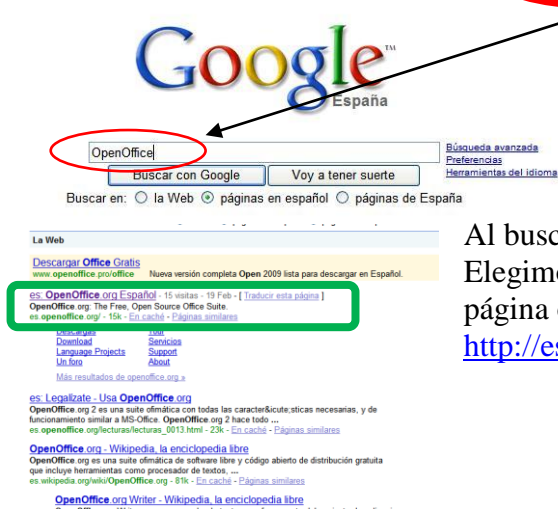 Google™
España
OpenOffice
Búsqueda avanzada
Preferencias
Herramientas del idioma
Buscar con Google Voy a tener suerte
Buscar en: la Web páginas en español páginas de España
La Web
Descargar Office Gratis
www.openoffice.pro/office Nueva versión completa Open 2009 lista para descargar en Español.
es: OpenOffice.org Español - 15 visitas - 19 Feb - [ Traducir esta página ]
OpenOffice.org: The Free, Open Source Office Suite.
es.openoffice.org/ - 15k - En caché - Páginas similares
Descargas Tour
Download Servicios
Language Projects Support
Un foro About
Más resultados de openoffice.org »
es: Legalízate - Usa OpenOffice.org
OpenOffice.org 2 es una suite ofimática con todas las caracter&icute;sticas necesarias, y de
funcionamiento similar a MS-Office. OpenOffice.org 2 hace todo ...
es.openoffice.org/lecturas/lecturas_0013.html - 23k - En caché - Páginas similares
OpenOffice.org - Wikipedia, la enciclopedia libre
OpenOffice.org es una suite ofimática de software libre y código abierto de distribución gratuita
que incluye herramientas como procesador de textos, ...
es.wikipedia.org/wiki/OpenOffice.org - 81k - En caché - Páginas similares
OpenOffice.org Writer - Wikipedia, la enciclopedia libre
Al busc
Elegim
página
http://es